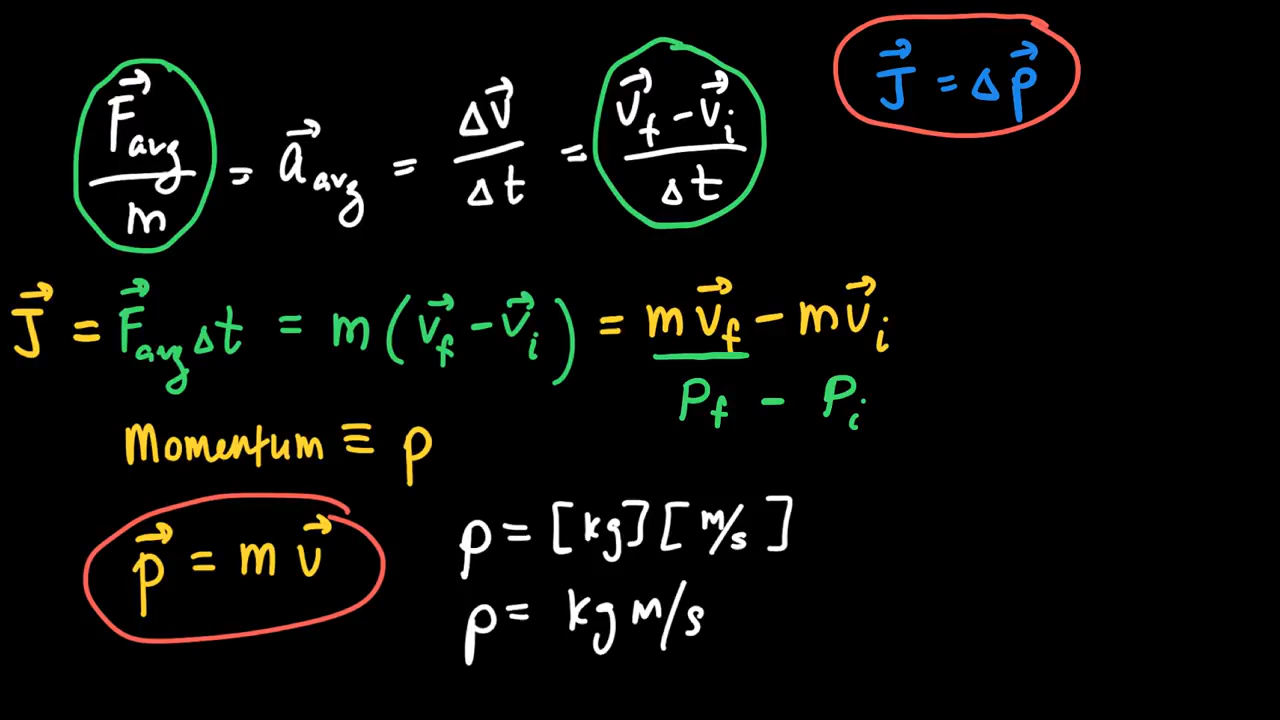 F⃗avg/m = a⃗avg = Δv⃗/Δt = (v⃗f - v⃗i)/Δt
J⃗ = Δp⃗
J⃗ = F⃗avg Δt = m(v⃗f - v⃗i) = mv⃗f - mv⃗i
Pf - Pi
Momentum ≡ p
p⃗ = mv⃗
p = [kg][m/s]
p = kg m/s